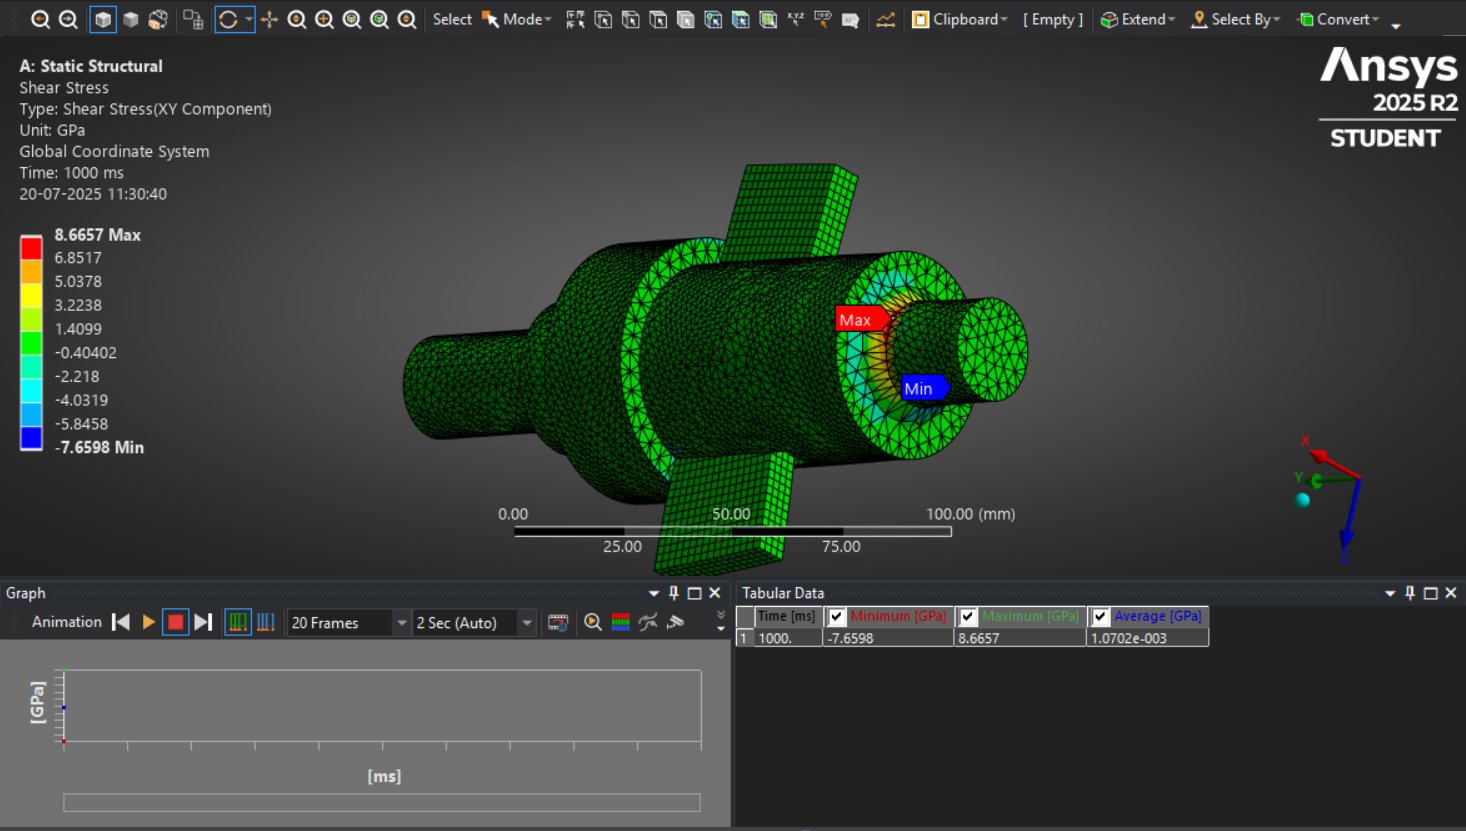 Select Mode Clipboard [ Empty ] Extend Select By Convert
A: Static Structural
Shear Stress
Type: Shear Stress(XY Component)
Unit: GPa
Global Coordinate System
Time: 1000 ms
20-07-2025 11:30:40
Ansys
2025 R2
STUDENT
8.6657 Max
6.8517
5.0378
3.2238
1.4099
-0.40402
-2.218
-4.0319
-5.8458
-7.6598 Min
Max
Min
X
Y
Z
0.00 50.00 100.00 (mm)
25.00 75.00
Graph
Animation 20 Frames 2 Sec (Auto)
[GPa]
[ms]
Tabular Data
Time [ms] Minimum [GPa] Maximum [GPa] Average [GPa]
1 1000. -7.6598 8.6657 1.0702e-003